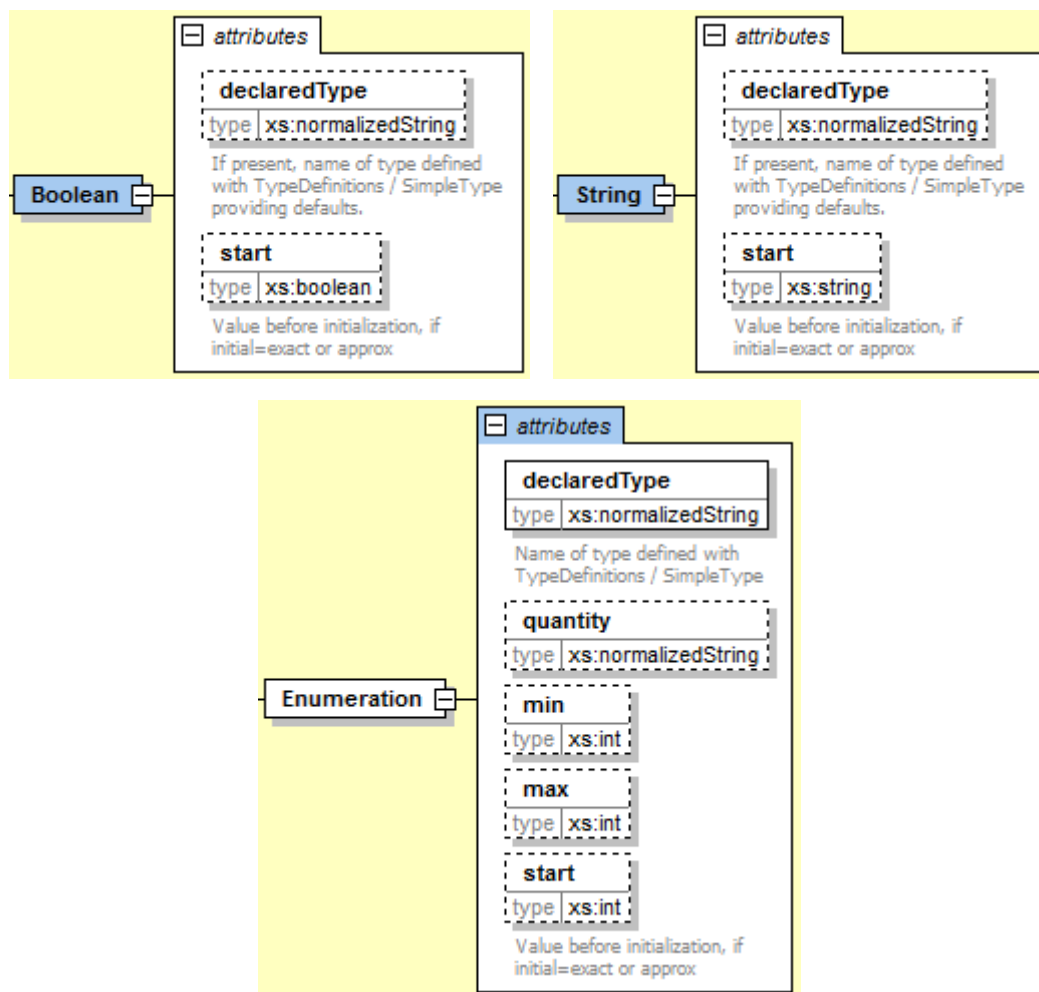 attributes
declaredType
type xs:normalizedString
If present, name of type defined
with TypeDefinitions / SimpleType
providing defaults.
Boolean
start
type xs:boolean
Value before initialization, if
initial=exact or approx
attributes
declaredType
type xs:normalizedString
If present, name of type defined
with TypeDefinitions / SimpleType
providing defaults.
String
start
type xs:string
Value before initialization, if
initial=exact or approx
attributes
declaredType
type xs:normalizedString
Name of type defined with
TypeDefinitions / SimpleType
quantity
type xs:normalizedString
Enumeration
min
type xs:int
max
type xs:int
start
type xs:int
Value before initialization, if
initial=exact or approx